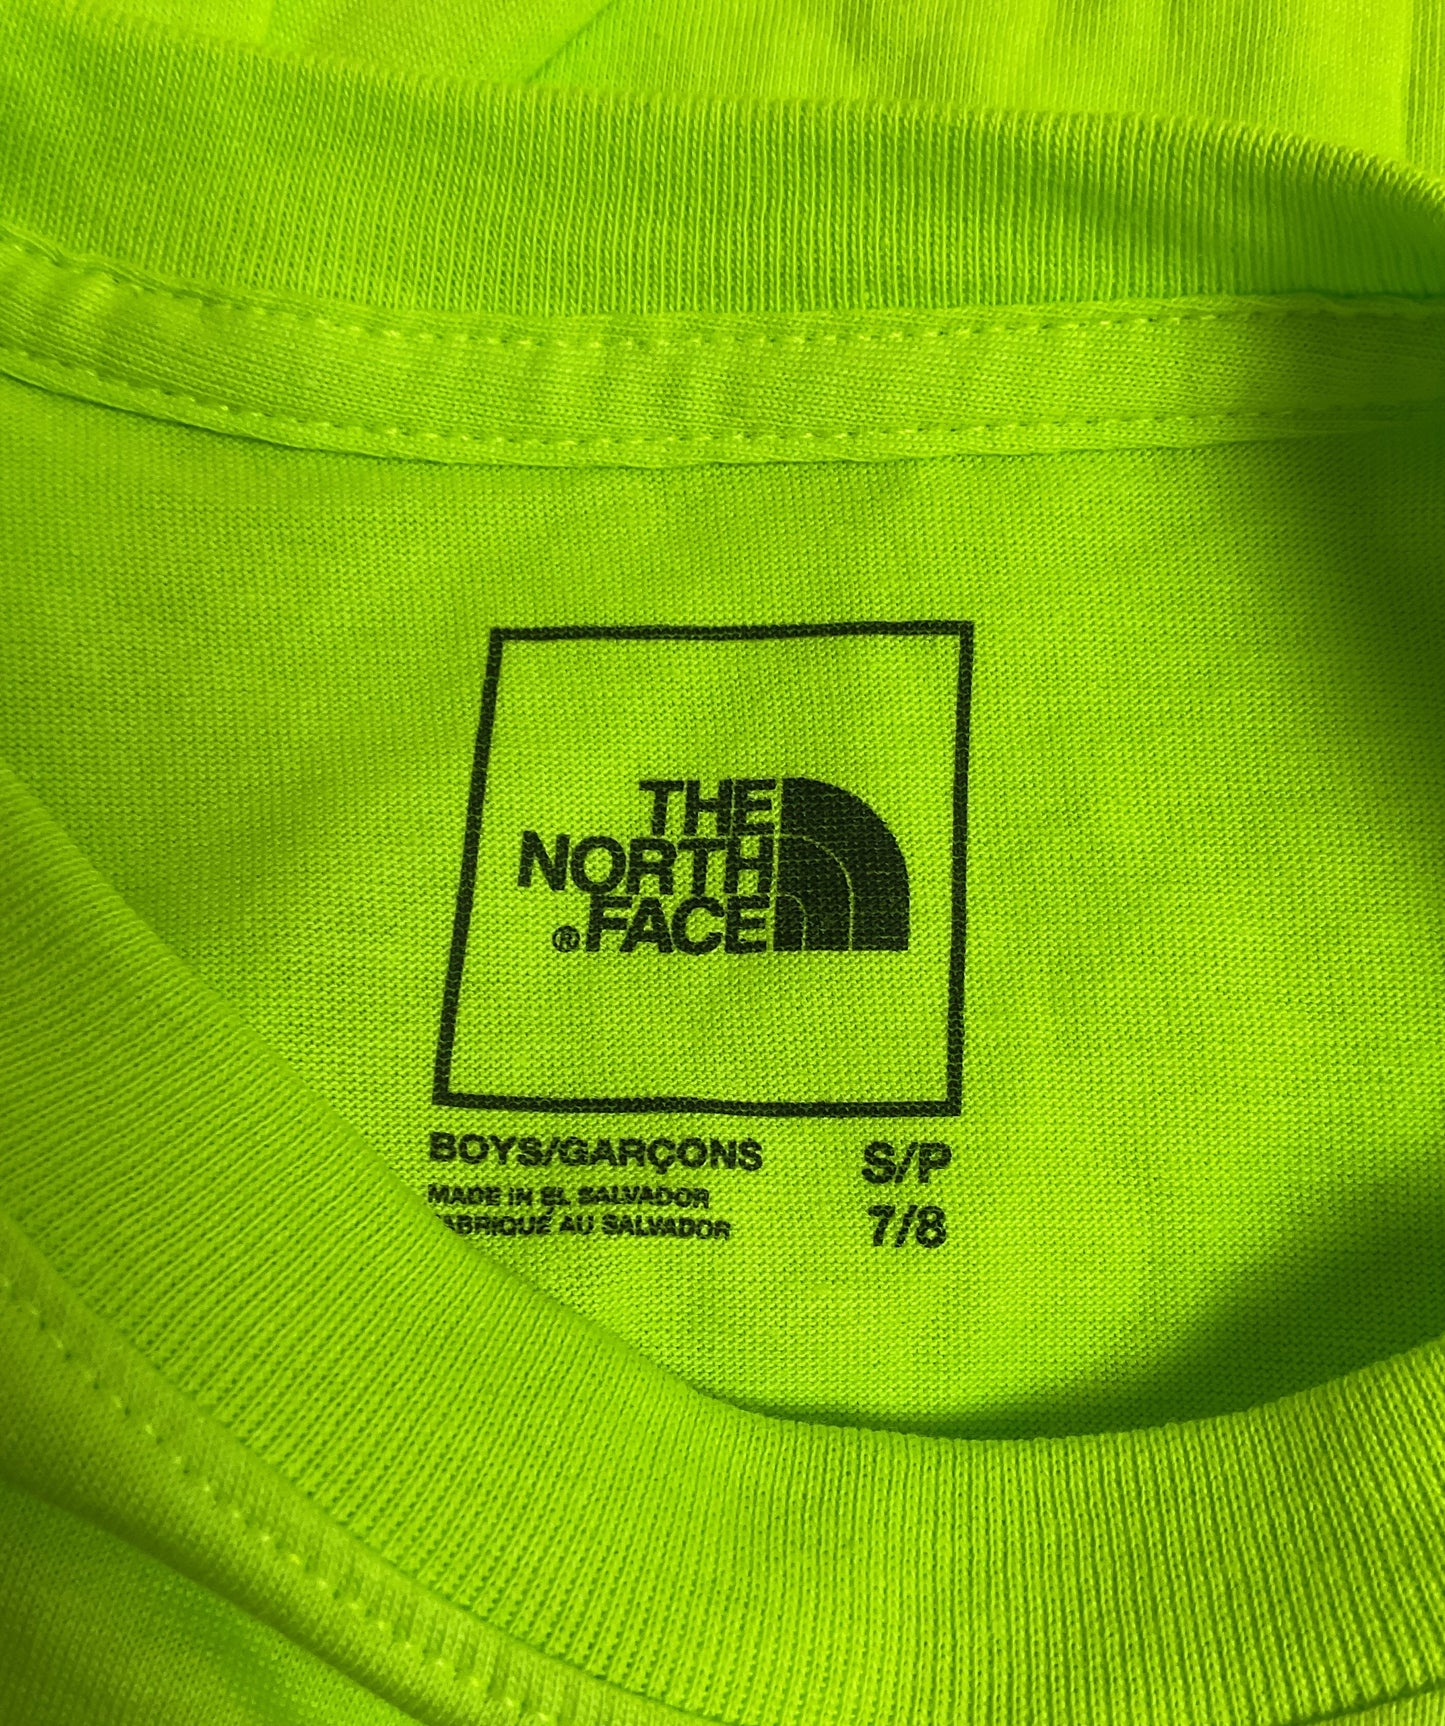 THE
NORTH
®FACE
BOYS/GARÇONS S/P
MADE IN EL SALVADOR
FABRIQUÉ AU SALVADOR 7/8